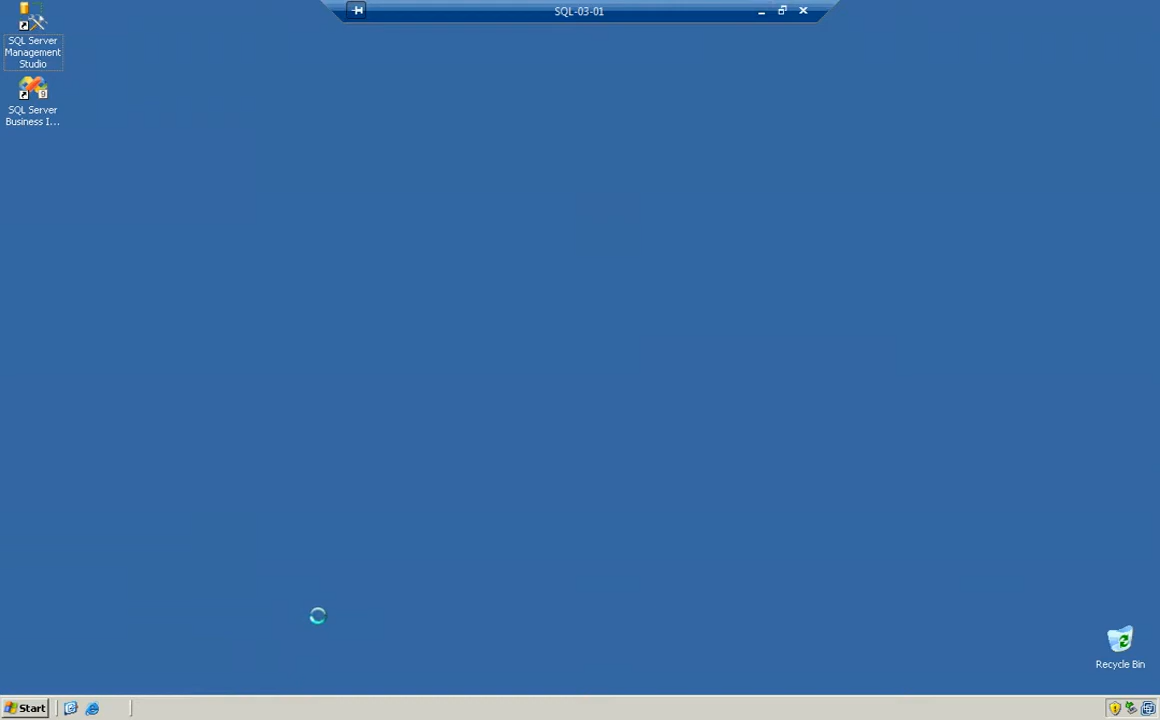 SQL-03-01
SQL Server
Management
Studio
SQL Server
Business I...
Recycle Bin
Start